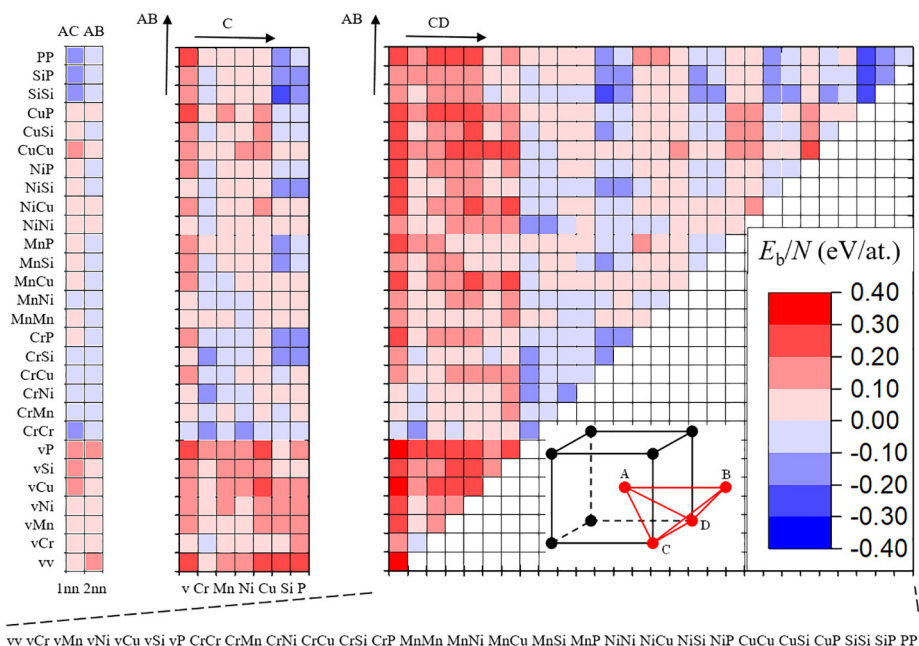 AB
C
AB
CD
AC AB
PP
SiP
SiSi
CuP
CuSi
CuCu
NiP
NiSi
NiCu
NiNi
MnP
MnSi
MnCu
MnNi
MnMn
CrP
CrSi
CrCu
CrNi
CrMn
CrCr
vP
vSi
vCu
vNi
vMn
vCr
vv
1nn 2nn
v Cr Mn Ni Cu Si P
A
B
D
C
E_b/N (eV/at.)
0.40
0.30
0.20
0.10
0.00
-0.10
-0.20
-0.30
-0.40
vv vCr vMn vNi vCu vSi vP CrCr CrMn CrNi CrCu CrSi CrP MnMn MnNi MnCu MnSi MnP NiNi NiCu NiSi NiP CuCu CuSi CuP SiSi SiP PP